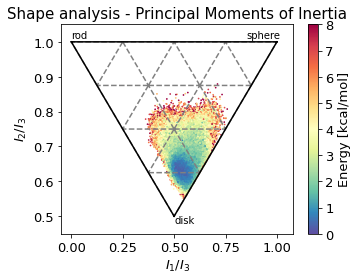 Shape analysis - Principal Moments of Inertia
rod
sphere
disk
1.0
0.9
0.8
0.7
0.6
0.5
I₂/I₃
0.00 0.25 0.50 0.75 1.00
I₁/I₃
8
7
6
5
4
3
2
1
0
Energy [kcal/mol]